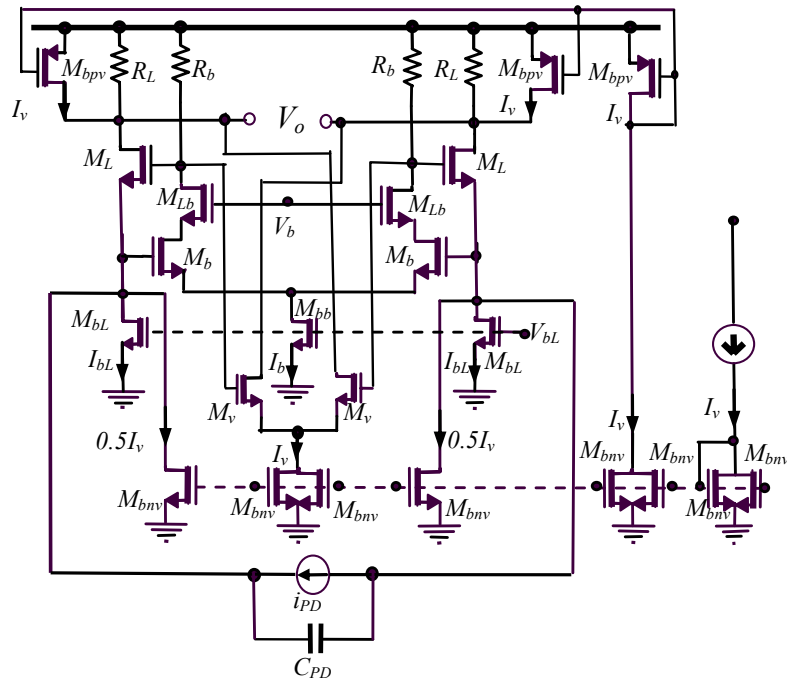 M_bpv R_L R_b R_b R_L M_bpv M_bpv
I_v V_o I_v I_v
M_L M_L
M_Lb M_Lb
V_b
M_b M_b
M_bL M_bb V_bL
I_bL I_b I_bL M_bL
M_v M_v I_v I_v
0.5I_v I_v 0.5I_v
M_bnv M_bnv M_bnv
M_bnv M_bnv M_bnv M_bnv M_bnv M_bnv
i_PD
C_PD